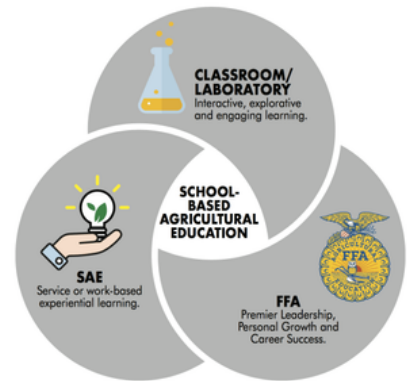 CLASSROOM/
LABORATORY
Interactive, explorative
and engaging learning.
SCHOOL-
BASED
AGRICULTURAL
EDUCATION
SAE
Service or work-based
experiential learning.
FFA
FFA
Premier Leadership,
Personal Growth and
Career Success.